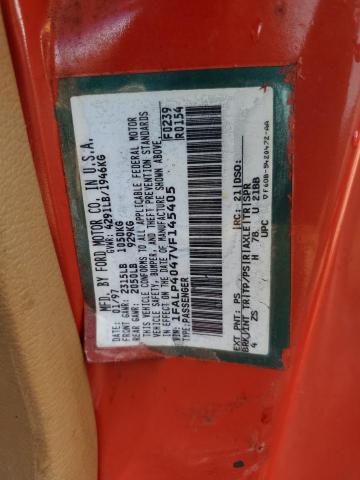 MFD. BY FORD MOTOR CO. IN U.S.A.
01/97 GVWR: 4291LB/1946KG
FRONT GAWR: 2315LB 1050KG
REAR GAWR: 2050LB 929KG
THIS VEHICLE CONFORMS TO ALL APPLICABLE FEDERAL MOTOR
VEHICLE SAFETY, BUMPER, AND THEFT PREVENTION STANDARDS
IN EFFECT ON THE DATE OF MANUFACTURE SHOWN ABOVE.
1FALP4047VF145405 F0239
TYPE:PASSENGER R0154
EXT PNT: PS RC: 21 DSO:
BRK INT TR TP/PS R AXLE TR SPR
4 ZS H 78 U 21BB
UPC